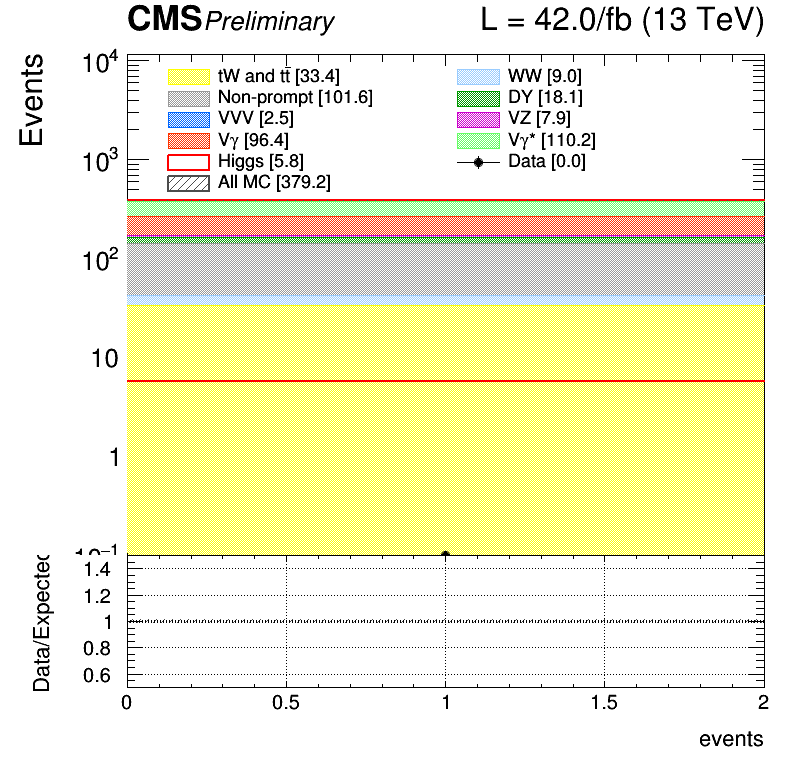 CMS Preliminary L = 42.0/fb (13 TeV)
Events
10⁴
10³
10²
10
1
10⁻¹
tW and tt̄ [33.4]
Non-prompt [101.6]
VVV [2.5]
Vγ [96.4]
Higgs [5.8]
All MC [379.2]
WW [9.0]
DY [18.1]
VZ [7.9]
Vγ* [110.2]
Data [0.0]
Data/Expected
1.4
1.2
1
0.8
0.6
0 0.5 1 1.5 2
events